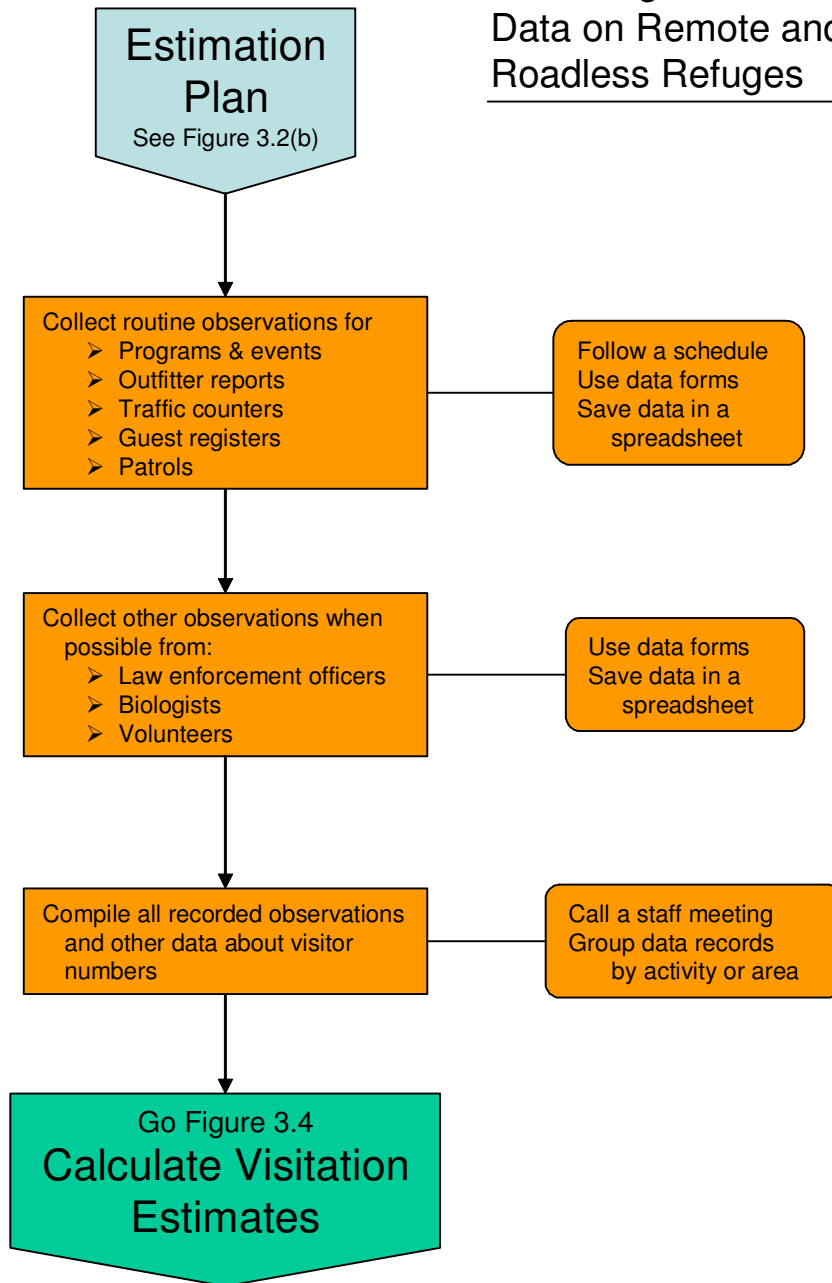 Data on Remote and
Roadless Refuges
Estimation
Plan
See Figure 3.2(b)
Collect routine observations for
➢ Programs & events
➢ Outfitter reports
➢ Traffic counters
➢ Guest registers
➢ Patrols
Follow a schedule
Use data forms
Save data in a
spreadsheet
Collect other observations when
possible from:
➢ Law enforcement officers
➢ Biologists
➢ Volunteers
Use data forms
Save data in a
spreadsheet
Compile all recorded observations
and other data about visitor
numbers
Call a staff meeting
Group data records
by activity or area
Go Figure 3.4
Calculate Visitation
Estimates